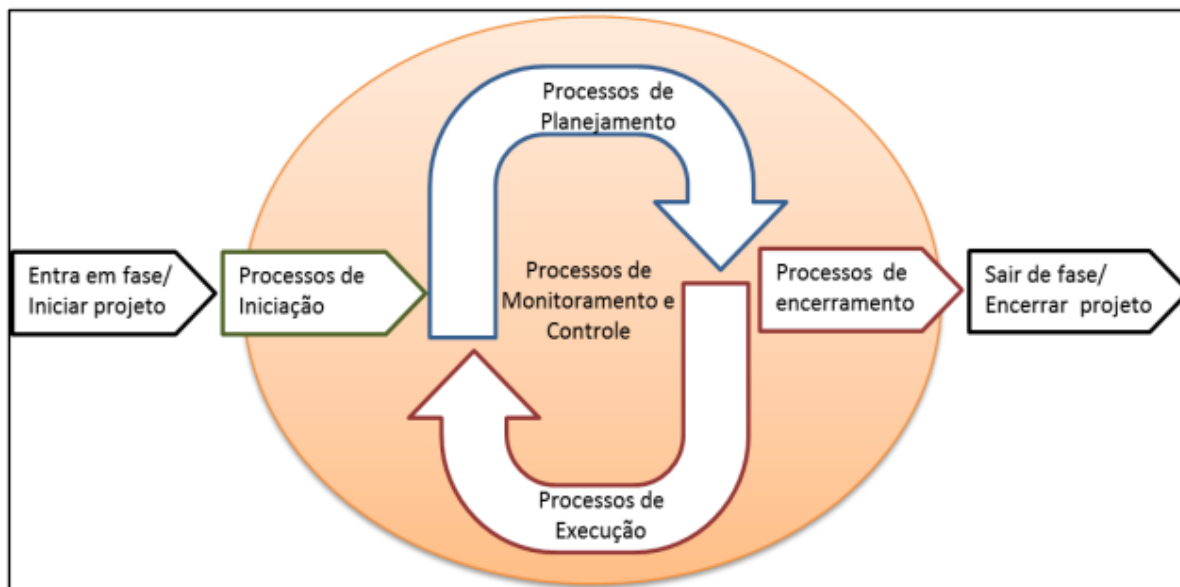 Processos de
Planejamento
Entra em fase/
Iniciar projeto
Processos de
Iniciação
Processos de
Monitoramento e
Controle
Processos de
encerramento
Sair de fase/
Encerrar projeto
Processos de
Execução